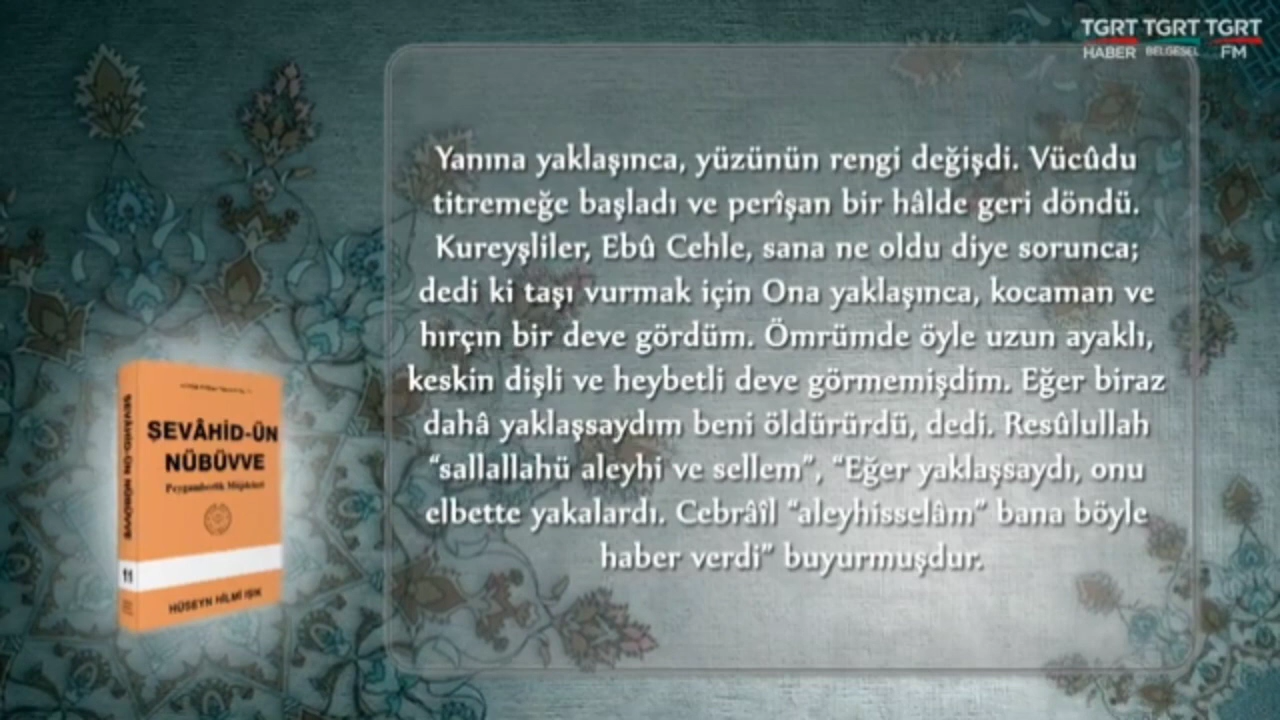 TGRT TGRT TGRT
HABER BELGESEL FM
Yanına yaklaşınca, yüzünün rengi değişdi. Vücûdu
titremeğe başladı ve perîşan bir hâlde geri döndü.
Kureyşliler, Ebû Cehle, sana ne oldu diye sorunca;
dedi ki taşı vurmak için Ona yaklaşınca, kocaman ve
hırçın bir deve gördüm. Ömrümde öyle uzun ayaklı,
keskin dişli ve heybetli deve görmemişdim. Eğer biraz
dahâ yaklaşsaydım beni öldürürdü, dedi. Resûlullah
“sallallahü aleyhi ve sellem”, “Eğer yaklaşsaydı, onu
elbette yakalardı. Cebrâîl “aleyhisselâm” bana böyle
haber verdi” buyurmuşdur.
ŞEVÂHİD-ÜN
NÜBÜVVE
Peygamberlik Müjdeleri
HÜSEYN HİLMİ IŞIK
ŞEVÂHİD-ÜN NÜBÜVVE
11